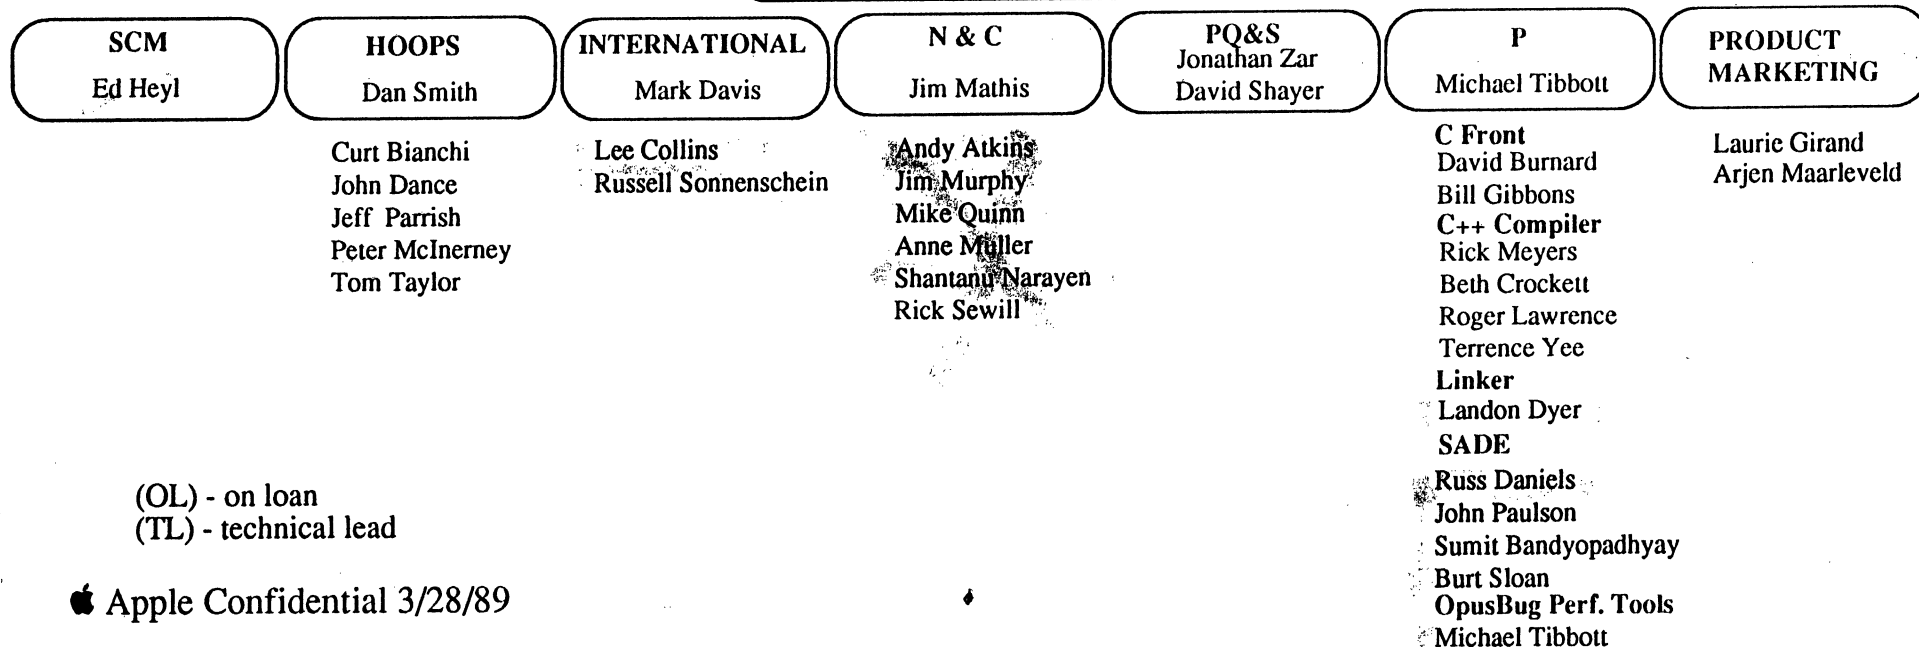 SCM
Ed Heyl
HOOPS
Dan Smith
Curt Bianchi
John Dance
Jeff Parrish
Peter McInerney
Tom Taylor
INTERNATIONAL
Mark Davis
Lee Collins
Russell Sonnenschein
N & C
Jim Mathis
Andy Atkins
Jim Murphy
Mike Quinn
Anne Muller
Shantanu Narayen
Rick Sewill
PQ&S
Jonathan Zar
David Shayer
P
Michael Tibbott
C Front
David Burnard
Bill Gibbons
C++ Compiler
Rick Meyers
Beth Crockett
Roger Lawrence
Terrence Yee
Linker
Landon Dyer
SADE
Russ Daniels
John Paulson
Sumit Bandyopadhyay
Burt Sloan
OpusBug Perf. Tools
Michael Tibbott
PRODUCT
MARKETING
Laurie Girand
Arjen Maarleveld
(OL) - on loan
(TL) - technical lead
Apple Confidential 3/28/89